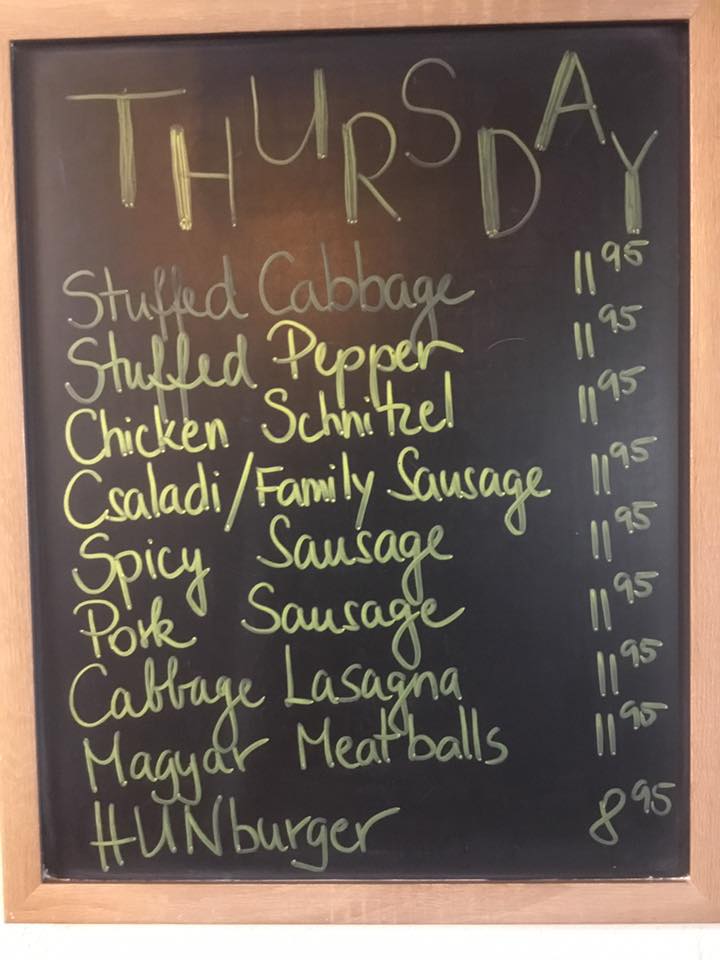 THURSDAY
Stuffed Cabbage 11 95
Stuffed Pepper 11 95
Chicken Schnitzel 11 95
Csaladi/Family Sausage 11 95
Spicy Sausage 11 95
Pork Sausage 11 95
Cabbage Lasagna 11 95
Magyar Meatballs 11 95
HUNburger 8 95